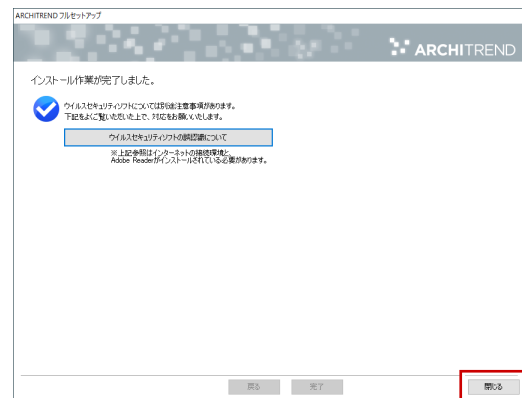 ARCHITREND フルセットアップ
ARCHITREND
インストール作業が完了しました。
ウイルスセキュリティソフトについては別途注意事項があります。
下記をよくご覧いただいた上で、対応をお願いいたします。
ウイルスセキュリティソフトの誤認識について
※上記参照はインターネットの接続環境と、
Adobe Readerがインストールされている必要があります。
戻る
完了
閉じる